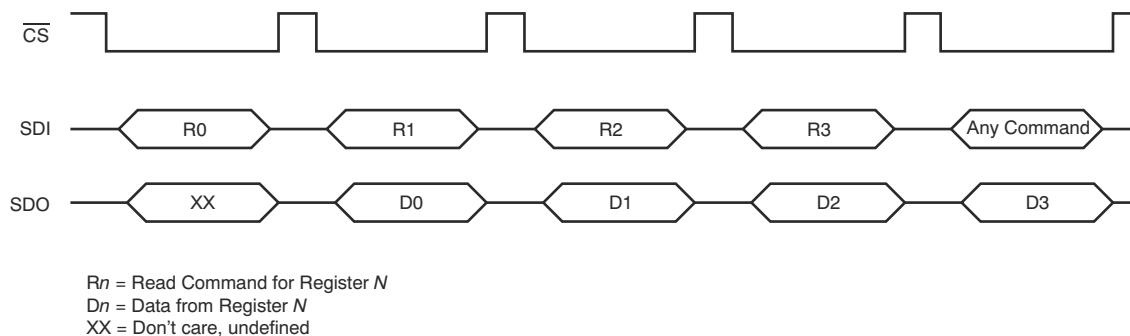 CS
SDI R0 R1 R2 R3 Any Command
SDO XX D0 D1 D2 D3
Rn = Read Command for Register N
Dn = Data from Register N
XX = Don't care, undefined